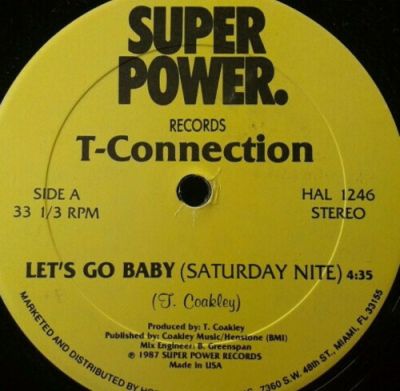 SUPER
POWER.
RECORDS
T-Connection
SIDE A
33 1/3 RPM
HAL 1246
STEREO
LET'S GO BABY (SATURDAY NITE) 4:35
(T. Coakley)
Produced by: T. Coakley
Published by: Coakley Music/Henstone (BMI)
Mix Engineer: B. Greenspan
℗ 1987 SUPER POWER RECORDS
Made in USA
MANUFACTURED AND DISTRIBUTED BY 7360 S.W. 48th ST., MIAMI, FL 33155